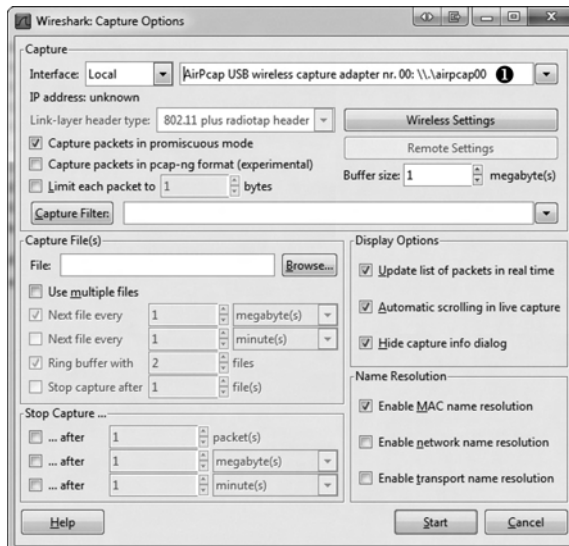 Wireshark: Capture Options
Capture
Interface: Local AirPcap USB wireless capture adapter nr. 00: \\.\airpcap00 1
IP address: unknown
Link-layer header type: 802.11 plus radiotap header Wireless Settings
Capture packets in promiscuous mode Remote Settings
Capture packets in pcap-ng format (experimental)
Buffer size: 1 megabyte(s)
Limit each packet to 1 bytes
Capture Filter:
Capture File(s)
File: Browse...
Use multiple files
Next file every 1 megabyte(s)
Next file every 1 minute(s)
Ring buffer with 2 files
Stop capture after 1 file(s)
Stop Capture ...
... after 1 packet(s)
... after 1 megabyte(s)
... after 1 minute(s)
Display Options
Update list of packets in real time
Automatic scrolling in live capture
Hide capture info dialog
Name Resolution
Enable MAC name resolution
Enable network name resolution
Enable transport name resolution
Help Start Cancel